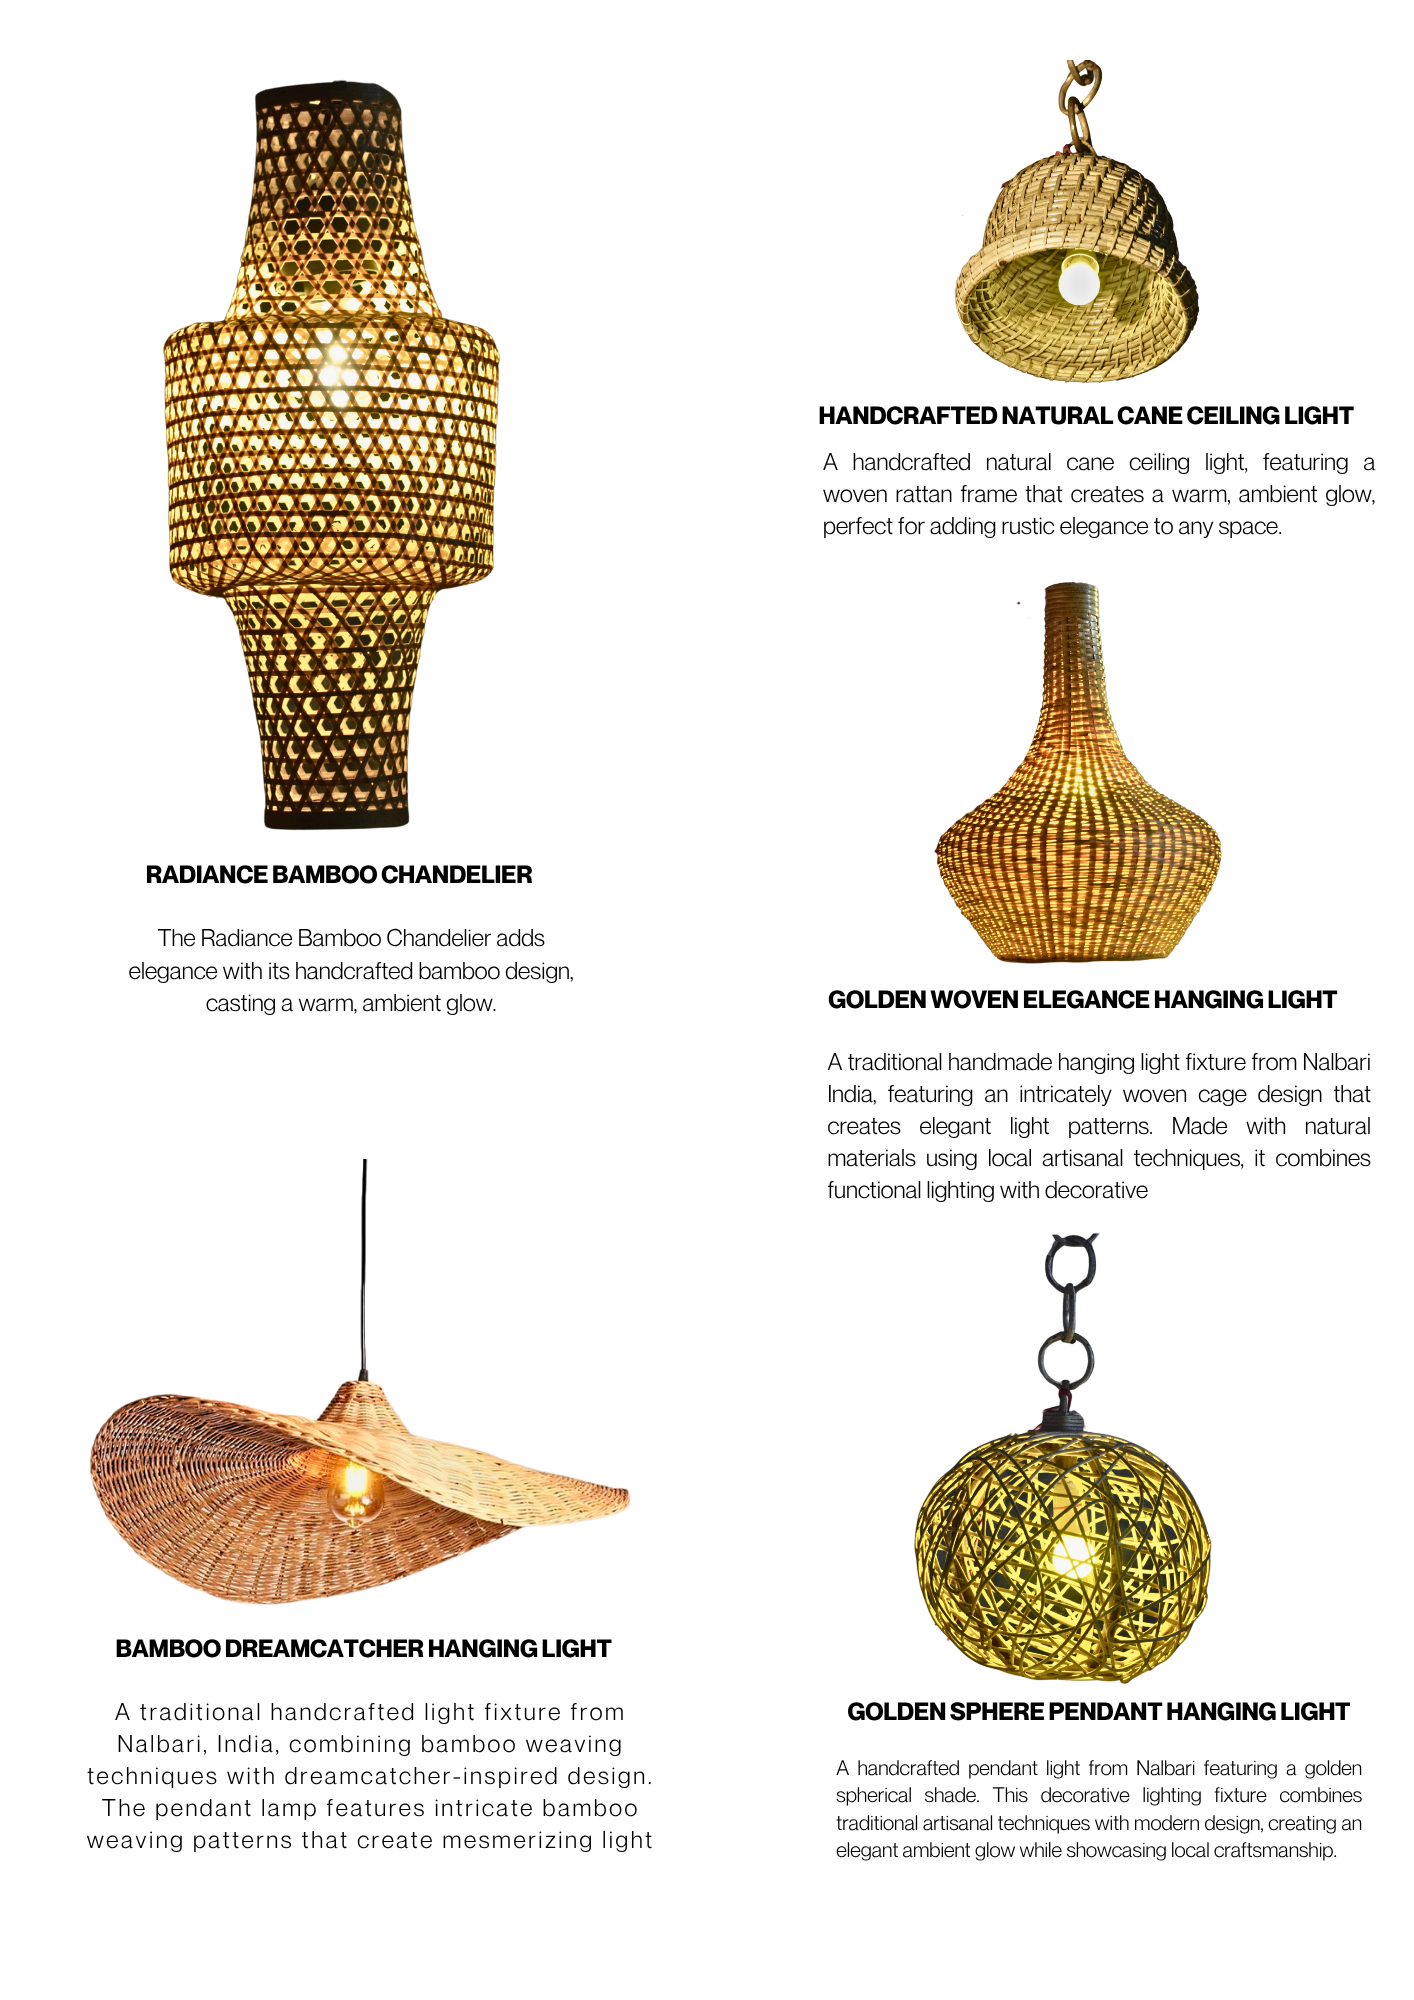 RADIANCE BAMBOO CHANDELIER
The Radiance Bamboo Chandelier adds
elegance with its handcrafted bamboo design,
casting a warm, ambient glow.
BAMBOO DREAMCATCHER HANGING LIGHT
A traditional handcrafted light fixture from
Nalbari, India, combining bamboo weaving
techniques with dreamcatcher-inspired design.
The pendant lamp features intricate bamboo
weaving patterns that create mesmerizing light
HANDCRAFTED NATURAL CANE CEILING LIGHT
A handcrafted natural cane ceiling light, featuring a
woven rattan frame that creates a warm, ambient glow,
perfect for adding rustic elegance to any space.
GOLDEN WOVEN ELEGANCE HANGING LIGHT
A traditional handmade hanging light fixture from Nalbari
India, featuring an intricately woven cage design that
creates elegant light patterns. Made with natural
materials using local artisanal techniques, it combines
functional lighting with decorative
GOLDEN SPHERE PENDANT HANGING LIGHT
A handcrafted pendant light from Nalbari featuring a golden
spherical shade. This decorative lighting fixture combines
traditional artisanal techniques with modern design, creating an
elegant ambient glow while showcasing local craftsmanship.